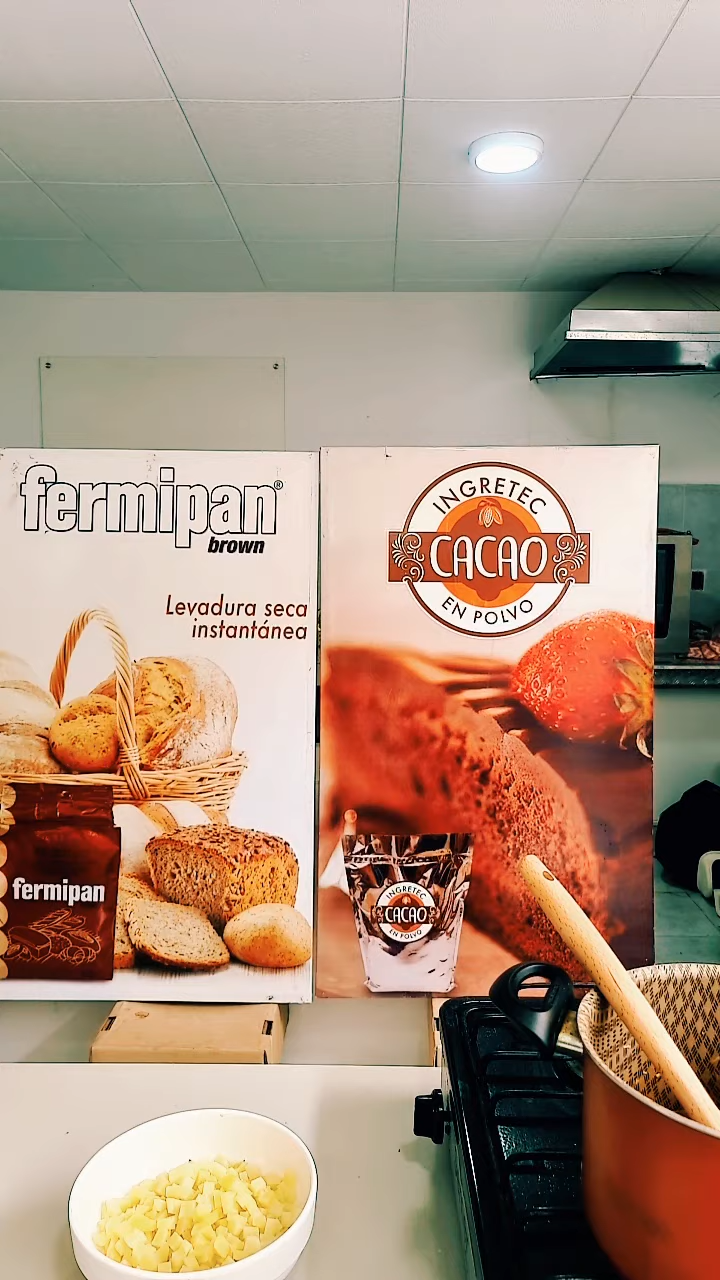 fermipan®
brown
Levadura seca
instantánea
fermipan
INGRETEC
CACAO
EN POLVO
INGRETEC
CACAO
EN POLVO